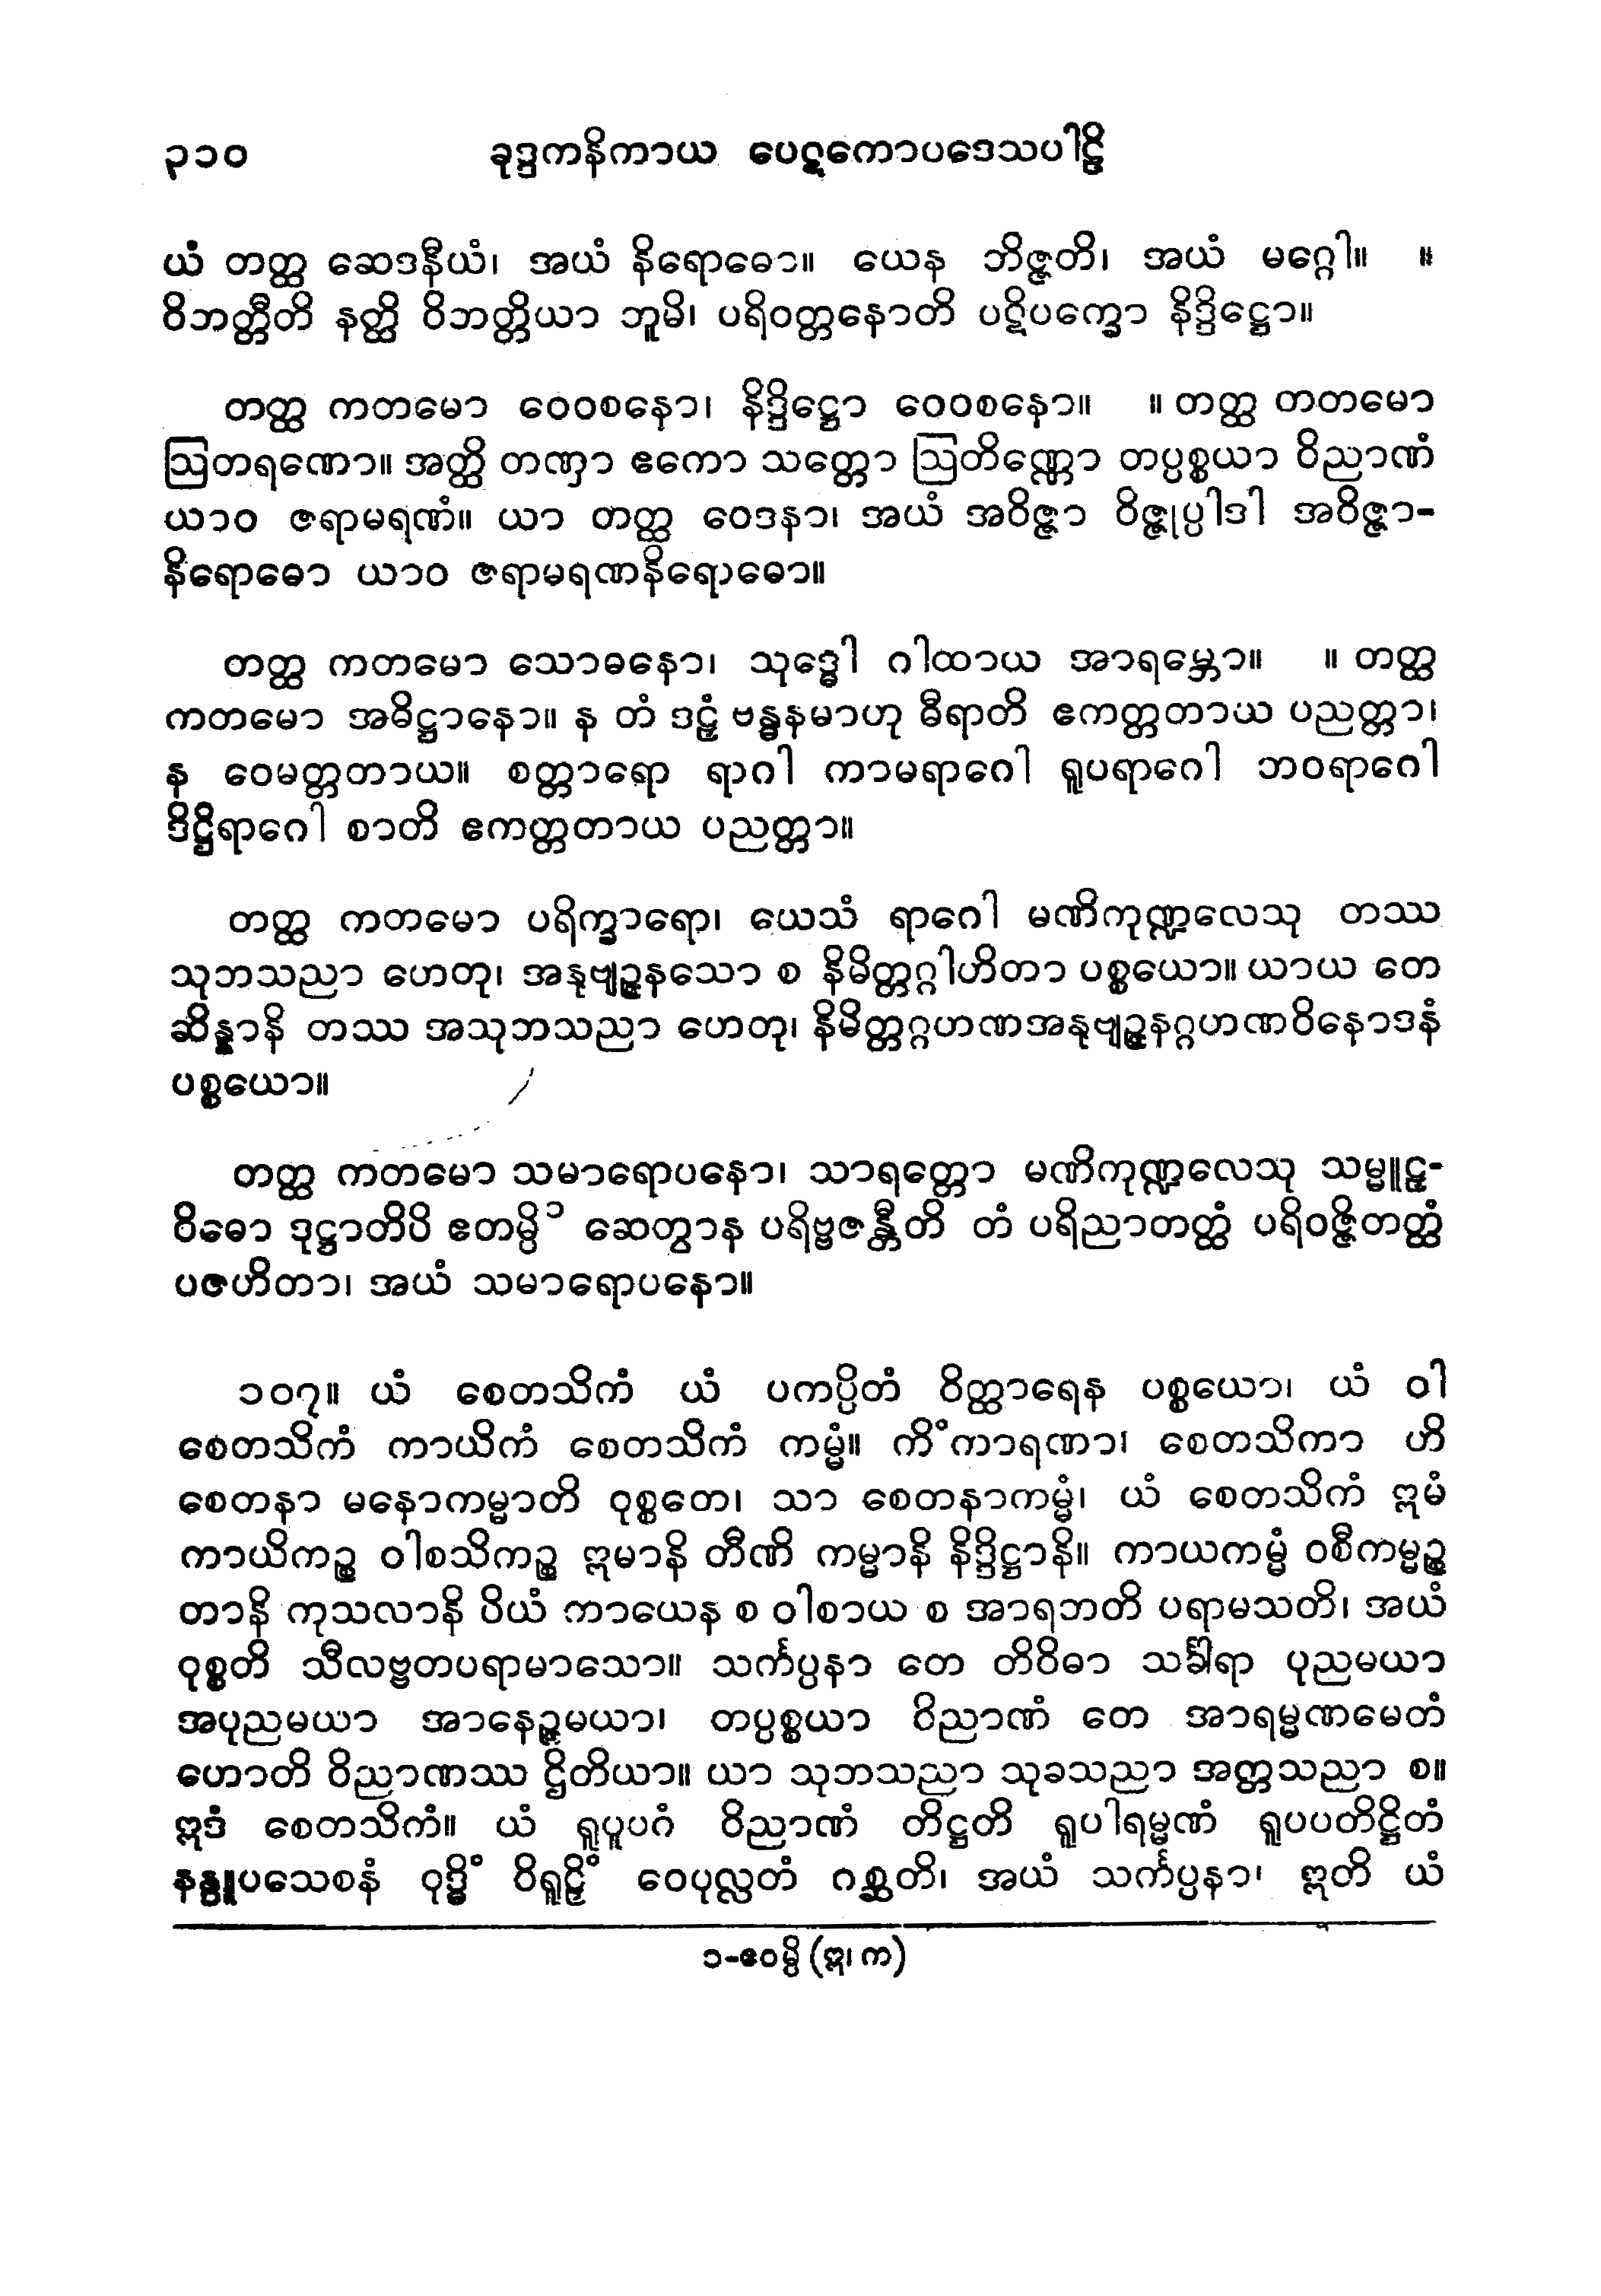 ၃၁၀ ခုဒ္ဒကနိကာယ ပေဋကောပဒေသပါဠိ
ယံ တတ္ထ ဆေဒနီယံ၊ အယံ နိရောဓော။ ယေန ဘိဇ္ဇတိ၊ အယံ မဂ္ဂေါ။ ။
ဝိဘတ္တီတိ နတ္ထိ ဝိဘတ္တိယာ ဘူမိ၊ ပရိဝတ္တနောတိ ပဋိပက္ခော နိဒ္ဒိဋ္ဌော။
တတ္ထ ကတမော ဝေဝစနော၊ နိဒ္ဒိဋ္ဌော ဝေဝစနော။ ။ တတ္ထ တတမော
ဩတရဏော။ အတ္ထိ တဏှာ ဧကော သတ္တော ဩတိဏ္ဏော တပ္ပစ္စယာ ဝိညာဏံ
ယာဝ ဇရာမရဏံ။ ယာ တတ္ထ ဝေဒနာ၊ အယံ အဝိဇ္ဇာ ဝိဇ္ဇုပ္ပါဒါ အဝိဇ္ဇာ-
နိရောဓော ယာဝ ဇရာမရဏနိရောဓော။
တတ္ထ ကတမော သောဓနော၊ သုဒ္ဓေါ ဂါထာယ အာရမ္ဘော။ ။ တတ္ထ
ကတမော အဓိဋ္ဌာနော။ န တံ ဒဠှံ ဗန္ဓနမာဟု ဓီရာတိ ဧကတ္တတာယ ပညတ္တာ၊
န ဝေမတ္တတာယ။ စတ္တာရော ရာဂါ ကာမရာဂေါ ရူပရာဂေါ ဘဝရာဂေါ
ဒိဋ္ဌိရာဂေါ စာတိ ဧကတ္တတာယ ပညတ္တာ။
တတ္ထ ကတမော ပရိက္ခာရော၊ ယေသံ ရာဂေါ မဏိကုဏ္ဍလေသု တဿ
သုဘသညာ ဟေတု၊ အနုဗျဉ္ဇနသော စ နိမိတ္တဂ္ဂါဟိတာ ပစ္စယော။ ယာယ တေ
ဆိန္နာနိ တဿ အသုဘသညာ ဟေတု၊ နိမိတ္တဂ္ဂဟဏအနုဗျဉ္ဇနဂ္ဂဟဏဝိနောဒနံ
ပစ္စယော။
တတ္ထ ကတမော သမာရောပနော၊ သာရတ္တော မဏိကုဏ္ဍလေသု သမ္မူဠှ-
ဝိဓော ဒုဋ္ဌာတိပိ ဧတမ္ပိ ၁ ဆေတွာန ပရိဗ္ဗဇန္တီတိ တံ ပရိညာတတ္ထံ ပရိဝဇ္ဇိတတ္ထံ
ပဇဟိတာ၊ အယံ သမာရောပနော။
၁၀၇။ ယံ စေတသိကံ ယံ ပကပ္ပိတံ ဝိတ္ထာရေန ပစ္စယော၊ ယံ ဝါ
စေတသိကံ ကာယိကံ စေတသိကံ ကမ္မံ။ ကိံကာရဏာ၊ စေတသိကာ ဟိ
စေတနာ မနောကမ္မာတိ ဝုစ္စတေ၊ သာ စေတနာကမ္မံ၊ ယံ စေတသိကံ ဣမံ
ကာယိကဉ္စ ဝါစသိကဉ္စ ဣမာနိ တီဏိ ကမ္မာနိ နိဒ္ဒိဋ္ဌာနိ။ ကာယကမ္မံ ဝစီကမ္မဉ္စ
တာနိ ကုသလာနိ ပိယံ ကာယေန စ ဝါစာယ စ အာရဘတိ ပရာမသတိ၊ အယံ
ဝုစ္စတိ သီလဗ္ဗတပရာမာသော။ သင်္ကပ္ပနာ တေ တိဝိဓာ သင်္ခါရာ ပုညမယာ
အပုညမယာ အာနေဉ္ဇမယာ၊ တပ္ပစ္စယာ ဝိညာဏံ တေ အာရမ္မဏမေတံ
ဟောတိ ဝိညာဏဿ ဌိတိယာ။ ယာ သုဘသညာ သုခသညာ အတ္တသညာ စ။
ဣဒံ စေတသိကံ။ ယံ ရူပူပဂံ ဝိညာဏံ တိဋ္ဌတိ ရူပါရမ္မဏံ ရူပပတိဋ္ဌိတံ
နန္ဒူပသေစနံ ဝုဒ္ဓိံ ဝိရူဠှိံ ဝေပုလ္လတံ ဂစ္ဆတိ၊ အယံ သင်္ကပ္ပနာ၊ ဣတိ ယံ
၁-ဧဝမ္ပိ (ဣ၊ က)